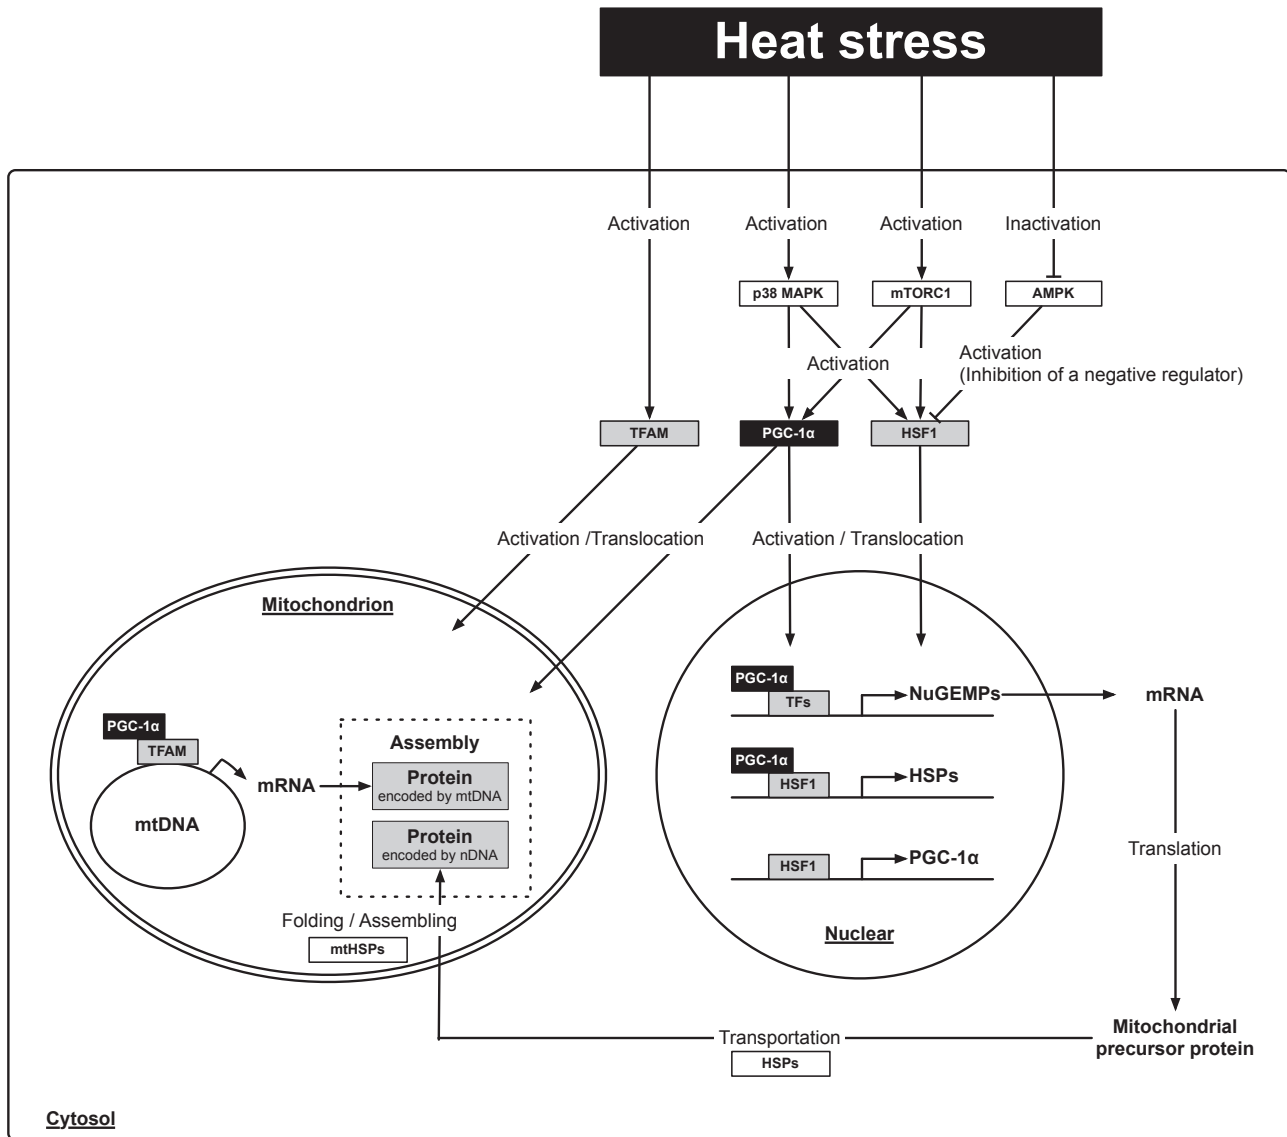 Heat stress
Activation
Activation
Activation
Inactivation
p38 MAPK
mTORC1
AMPK
Activation
Activation
(Inhibition of a negative regulator)
TFAM
PGC-1α
HSF1
Activation /Translocation
Activation / Translocation
Mitochondrion
PGC-1α
TFAM
mtDNA
mRNA
Assembly
Protein
encoded by mtDNA
Protein
encoded by nDNA
Folding / Assembling
mtHSPs
PGC-1α
TFs
NuGEMPs
PGC-1α
HSF1
HSPs
HSF1
PGC-1α
Nuclear
mRNA
Translation
Mitochondrial
precursor protein
Transportation
HSPs
Cytosol